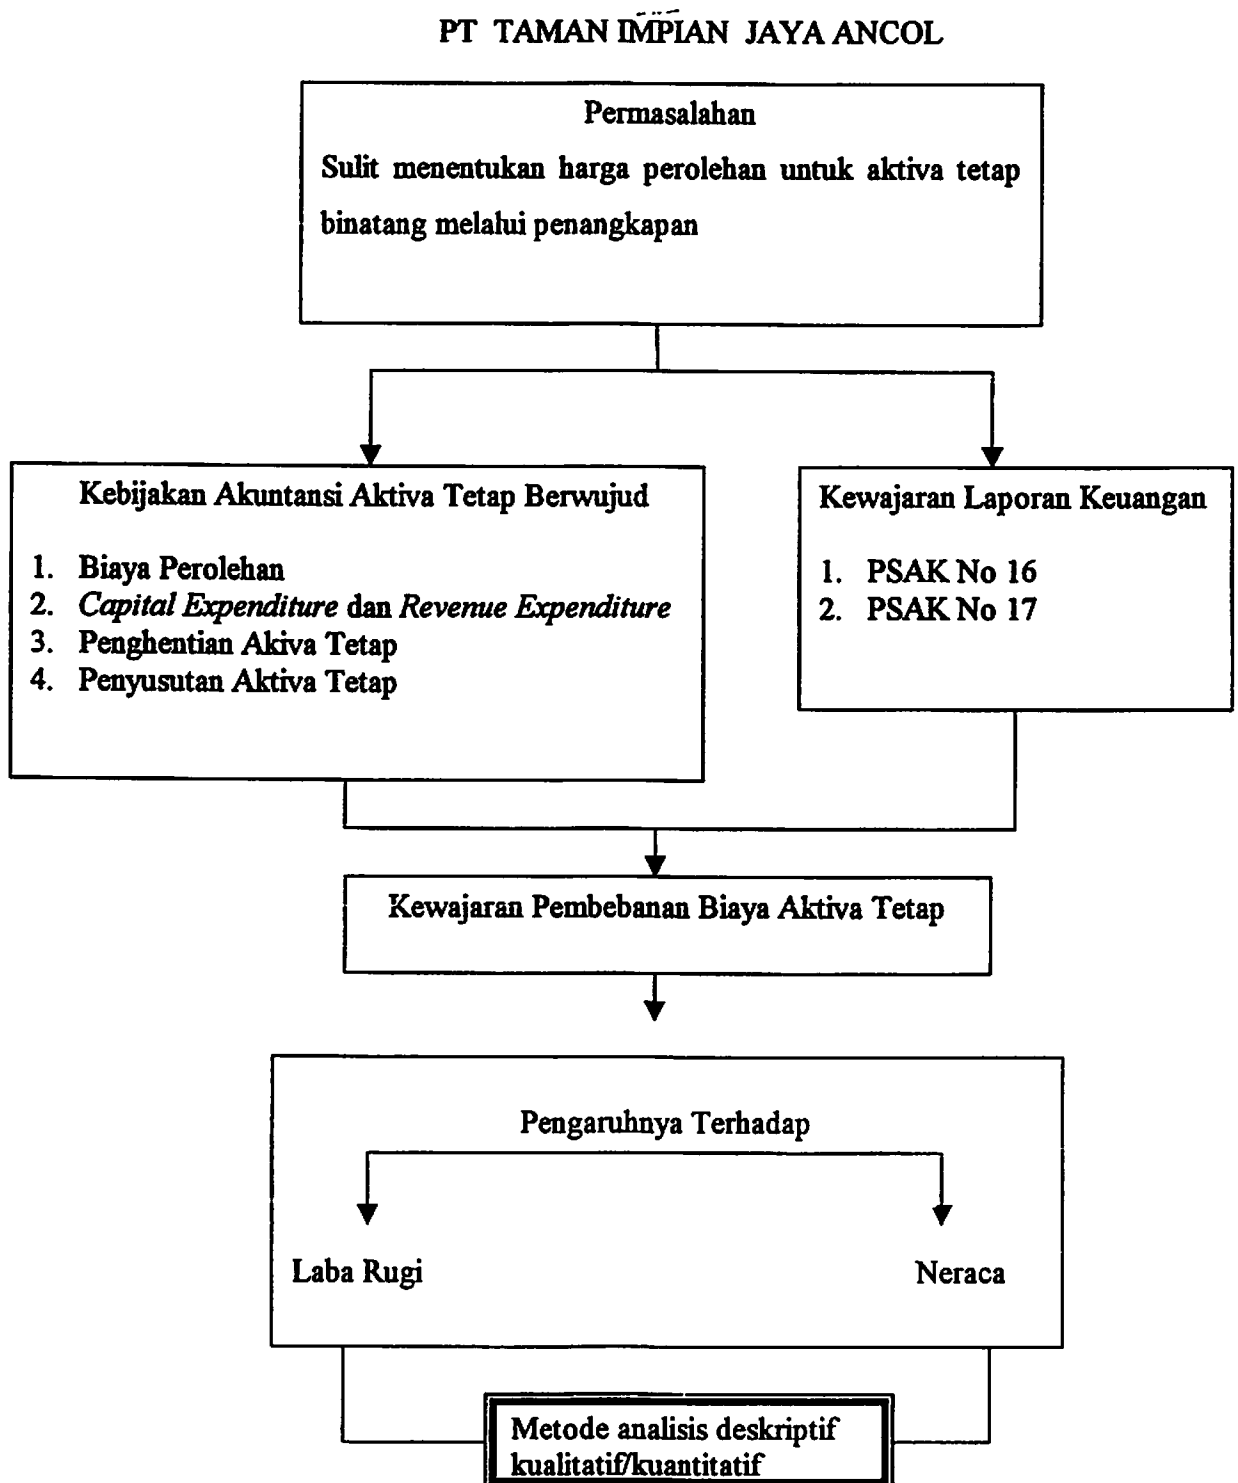 PT TAMAN IMPIAN JAYA ANCOL
Permasalahan
Sulit menentukan harga perolehan untuk aktiva tetap
binatang melalui penangkapan
Kebijakan Akuntansi Aktiva Tetap Berwujud
1. Biaya Perolehan
2. Capital Expenditure dan Revenue Expenditure
3. Penghentian Akiva Tetap
4. Penyusutan Aktiva Tetap
Kewajaran Laporan Keuangan
1. PSAK No 16
2. PSAK No 17
Kewajaran Pembebanan Biaya Aktiva Tetap
Pengaruhnya Terhadap
Laba Rugi
Neraca
Metode analisis deskriptif
kualitatif/kuantitatif